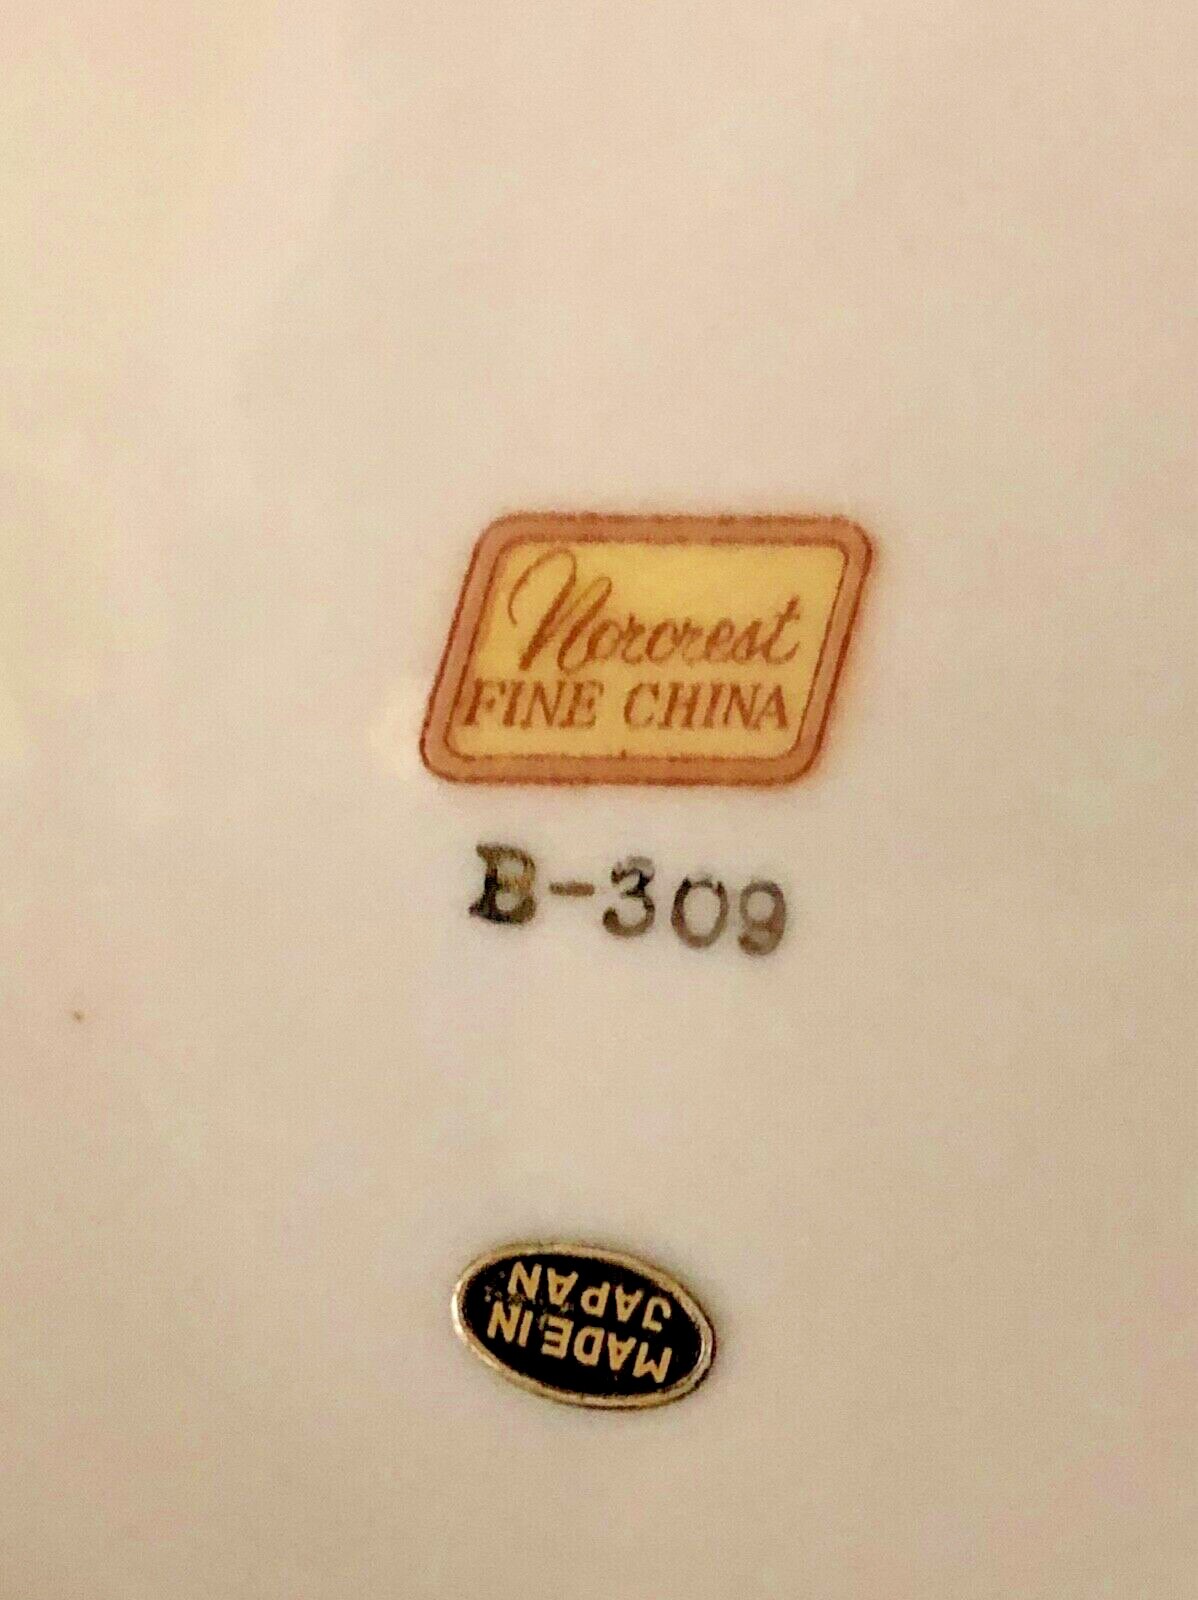 Norcrest
FINE CHINA
B-309
MADE IN
JAPAN